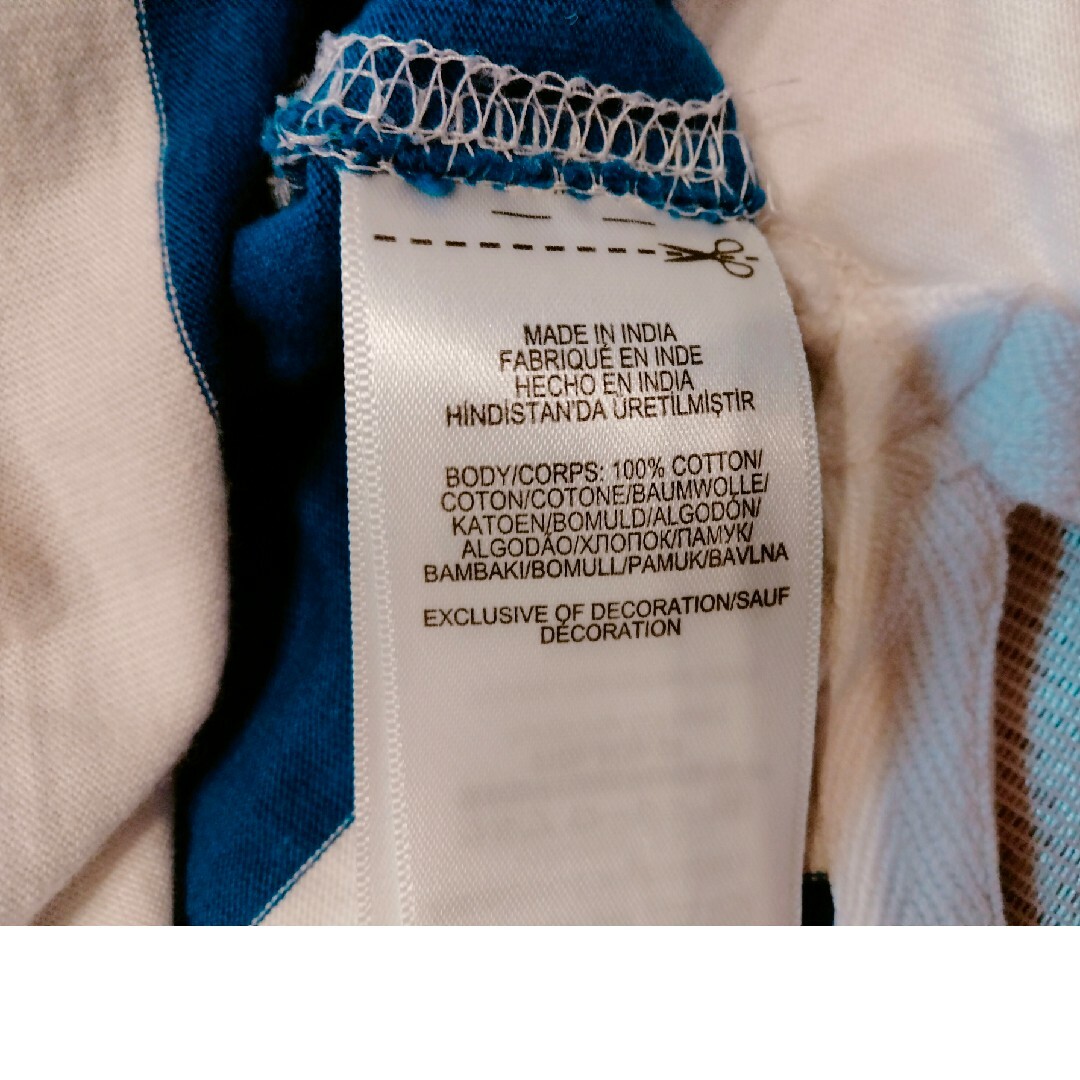 MADE IN INDIA
FABRIQUÉ EN INDE
HECHO EN INDIA
HİNDİSTAN'DA ÜRETİLMİŞTİR
BODY/CORPS: 100% COTTON/
COTON/COTONE/BAUMWOLLE/
KATOEN/BOMULD/ALGODÓN/
ALGODÃO/ХЛОПОК/ПАМУК/
BAMBAKI/BOMULL/PAMUK/BAVLNA
EXCLUSIVE OF DECORATION/SAUF
DÉCORATION